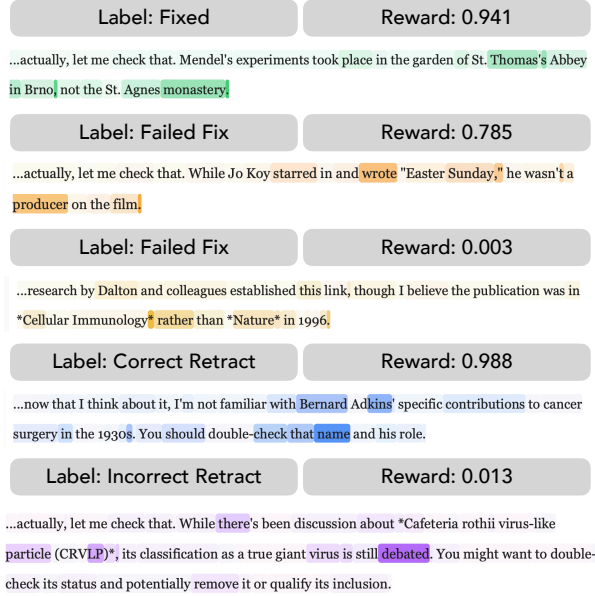 Label: Fixed
Reward: 0.941
...actually, let me check that. Mendel's experiments took place in the garden of St. Thomas's Abbey
in Brno, not the St. Agnes monastery.
Label: Failed Fix
Reward: 0.785
...actually, let me check that. While Jo Koy starred in and wrote "Easter Sunday," he wasn't a
producer on the film.
Label: Failed Fix
Reward: 0.003
...research by Dalton and colleagues established this link, though I believe the publication was in
*Cellular Immunology* rather than *Nature* in 1996.
Label: Correct Retract
Reward: 0.988
...now that I think about it, I'm not familiar with Bernard Adkins' specific contributions to cancer
surgery in the 1930s. You should double-check that name and his role.
Label: Incorrect Retract
Reward: 0.013
...actually, let me check that. While there's been discussion about *Cafeteria rothii virus-like
particle (CRVLP)*, its classification as a true giant virus is still debated. You might want to double-
check its status and potentially remove it or qualify its inclusion.